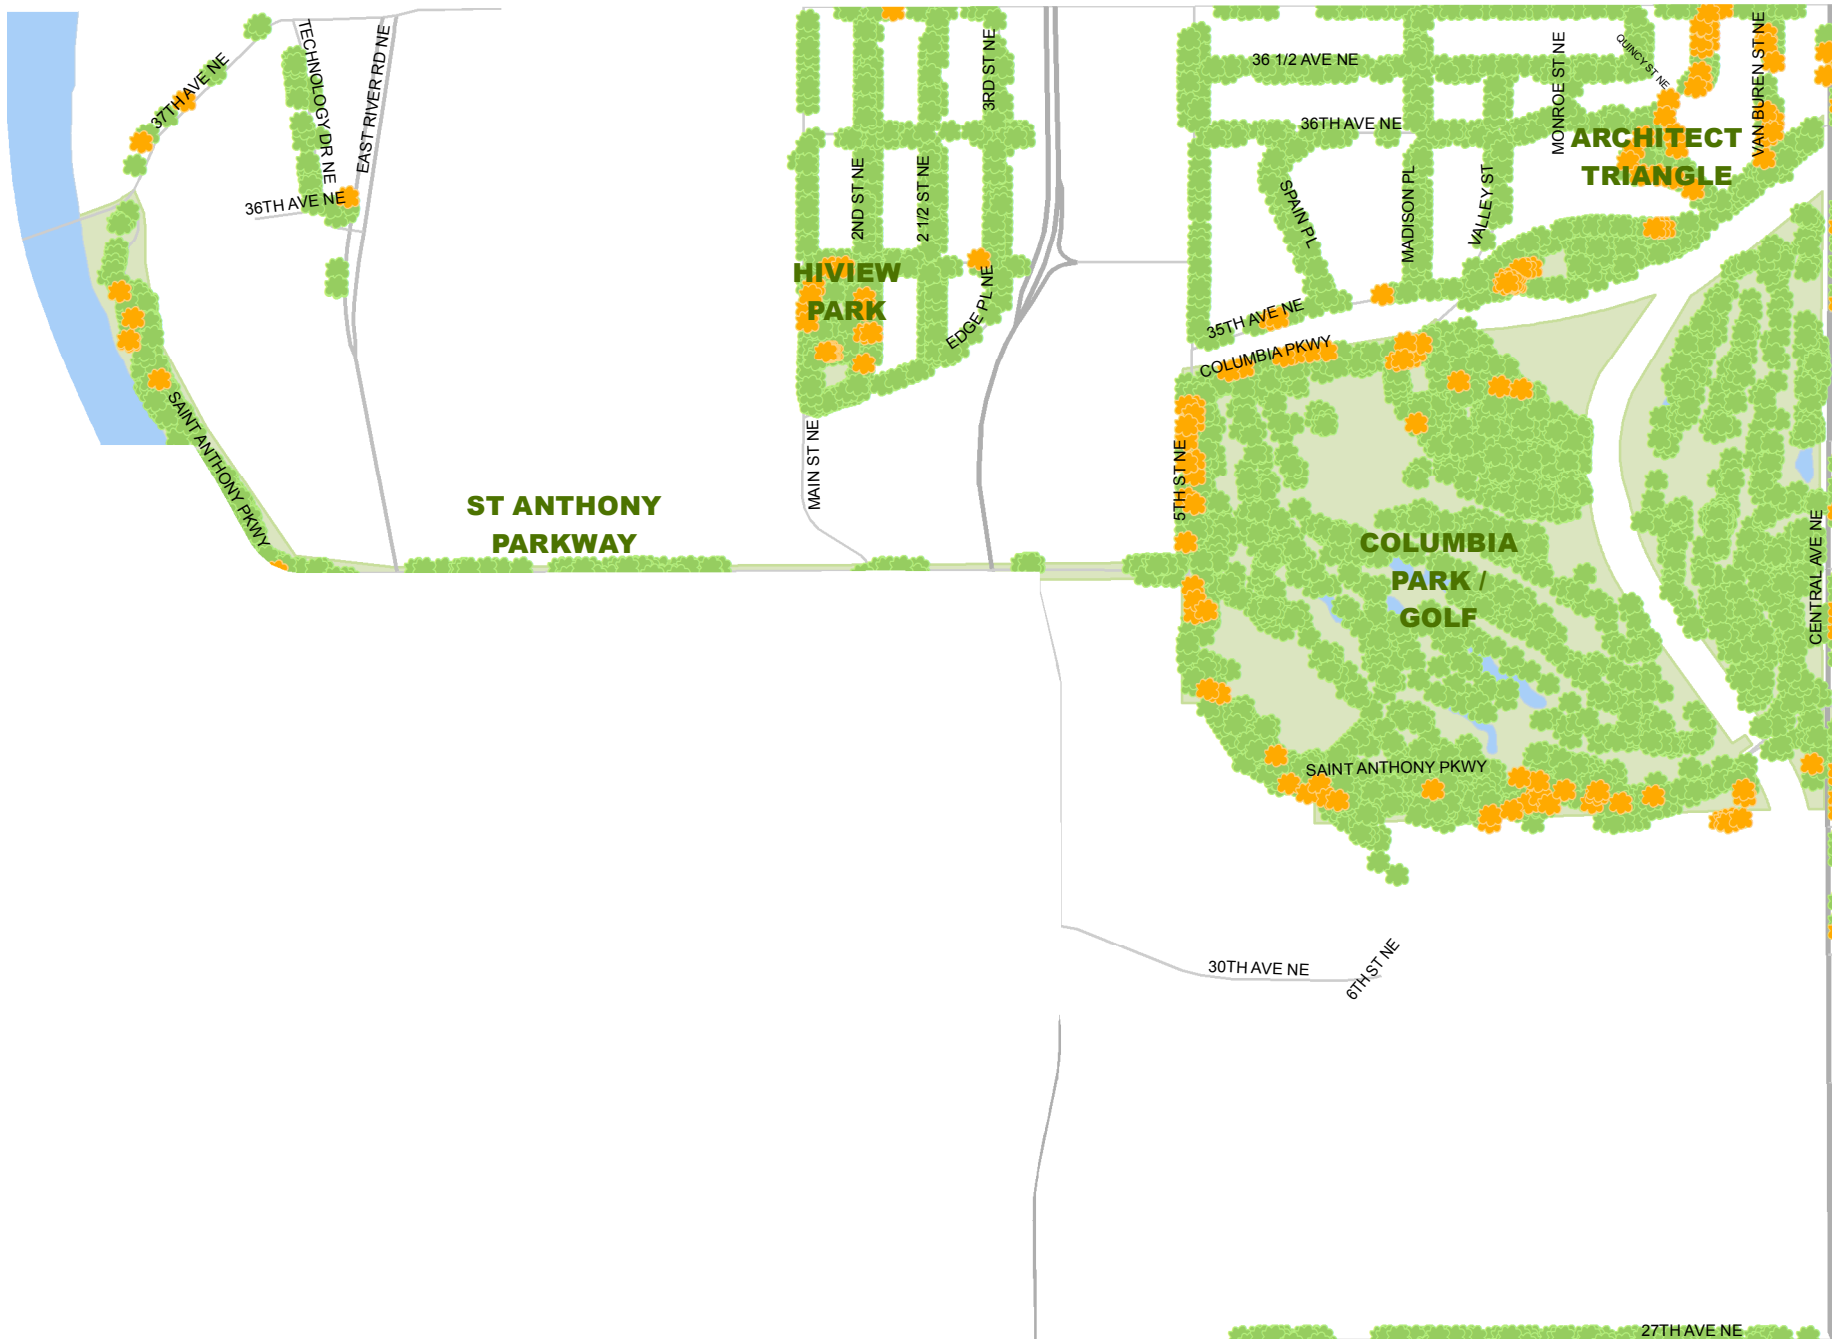 37TH AVE NE
TECHNOLOGY DR NE
EAST RIVER RD NE
36TH AVE NE
SAINT ANTHONY PKWY
ST ANTHONY
PARKWAY
2ND ST NE
2 1/2 ST NE
3RD ST NE
HIVIEW
PARK
EDGE PL NE
MAIN ST NE
36 1/2 AVE NE
36TH AVE NE
MONROE ST NE
QUINCY ST NE
VAN BUREN ST NE
ARCHITECT
TRIANGLE
SPAIN PL
MADISON PL
VALLEY ST
35TH AVE NE
COLUMBIA PKWY
5TH ST NE
COLUMBIA
PARK /
GOLF
CENTRAL AVE NE
SAINT ANTHONY PKWY
30TH AVE NE
6TH ST NE
27TH AVE NE